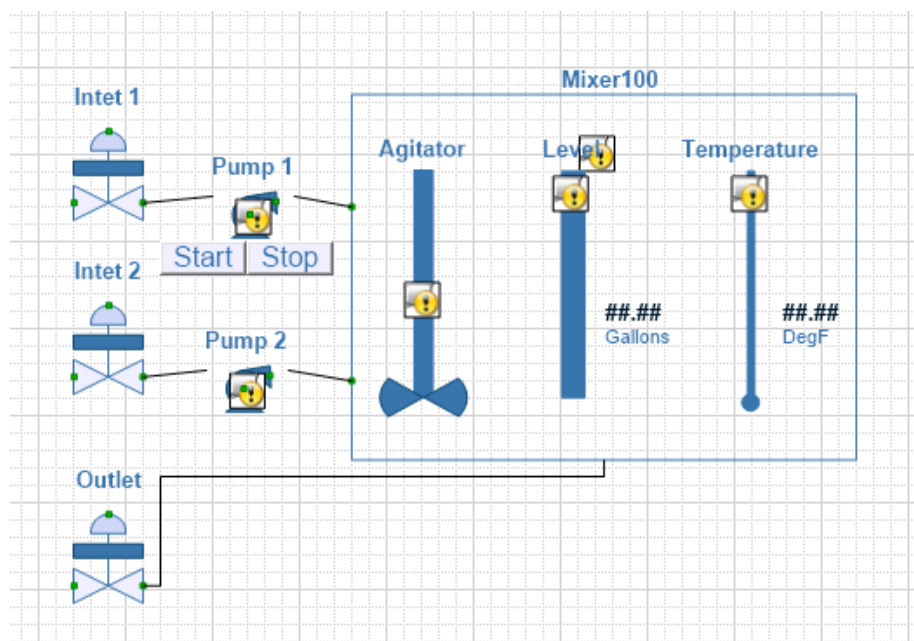 Mixer100
Intet 1
Agitator
Level
Temperature
Pump 1
Start
Stop
Intet 2
##.##
Gallons
##.##
DegF
Pump 2
Outlet